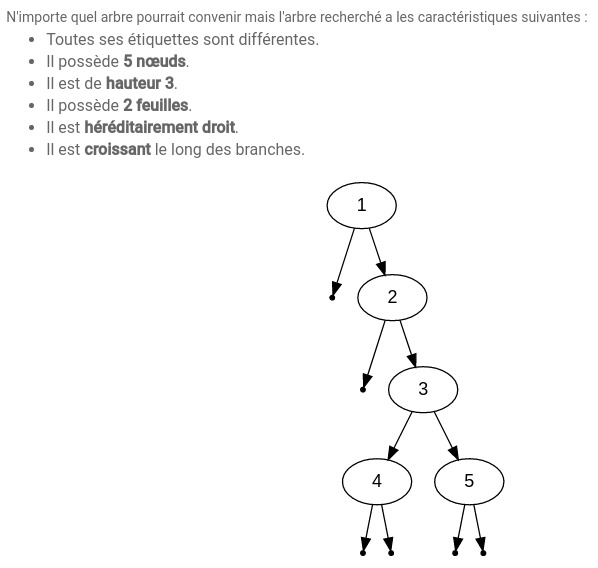 N'importe quel arbre pourrait convenir mais l'arbre recherché a les caractéristiques suivantes :
• Toutes ses étiquettes sont différentes.
• Il possède 5 nœuds.
• Il est de hauteur 3.
• Il possède 2 feuilles.
• Il est héréditairement droit.
• Il est croissant le long des branches.
1
2
3
4 5